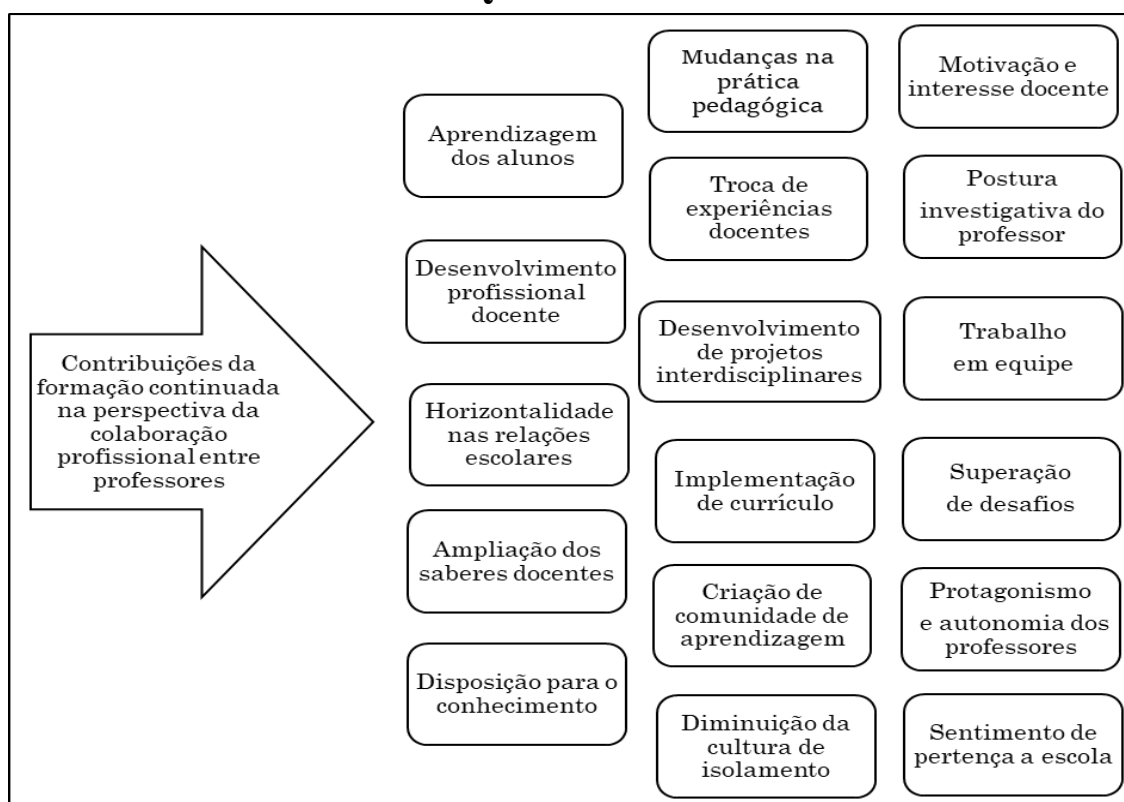 Contribuições da
formação continuada
na perspectiva da
colaboração
profissional entre
professores
Aprendizagem
dos alunos
Desenvolvimento
profissional
docente
Horizontalidade
nas relações
escolares
Ampliação dos
saberes docentes
Disposição para o
conhecimento
Mudanças na
prática
pedagógica
Troca de
experiências
docentes
Desenvolvimento
de projetos
interdisciplinares
Implementação
de currículo
Criação de
comunidade de
aprendizagem
Diminuição da
cultura de
isolamento
Motivação e
interesse docente
Postura
investigativa do
professor
Trabalho
em equipe
Superação
de desafios
Protagonismo
e autonomia dos
professores
Sentimento de
pertença a escola